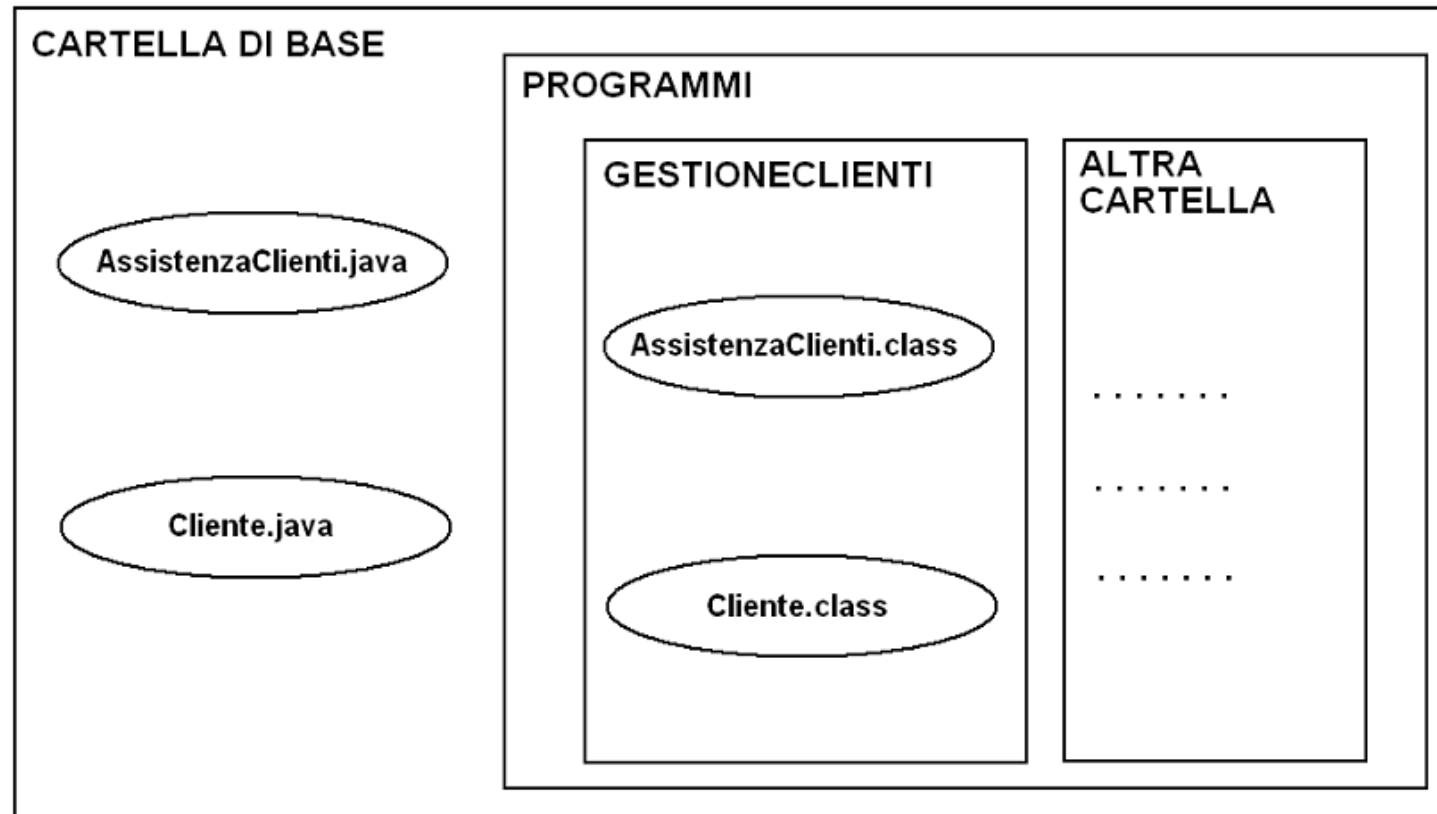 CARTELLA DI BASE
PROGRAMMI
GESTIONECLIENTI
ALTRA
CARTELLA
AssistenzaClienti.java
AssistenzaClienti.class
. . . . . . .
. . . . . . .
Cliente.java
Cliente.class
. . . . . . .